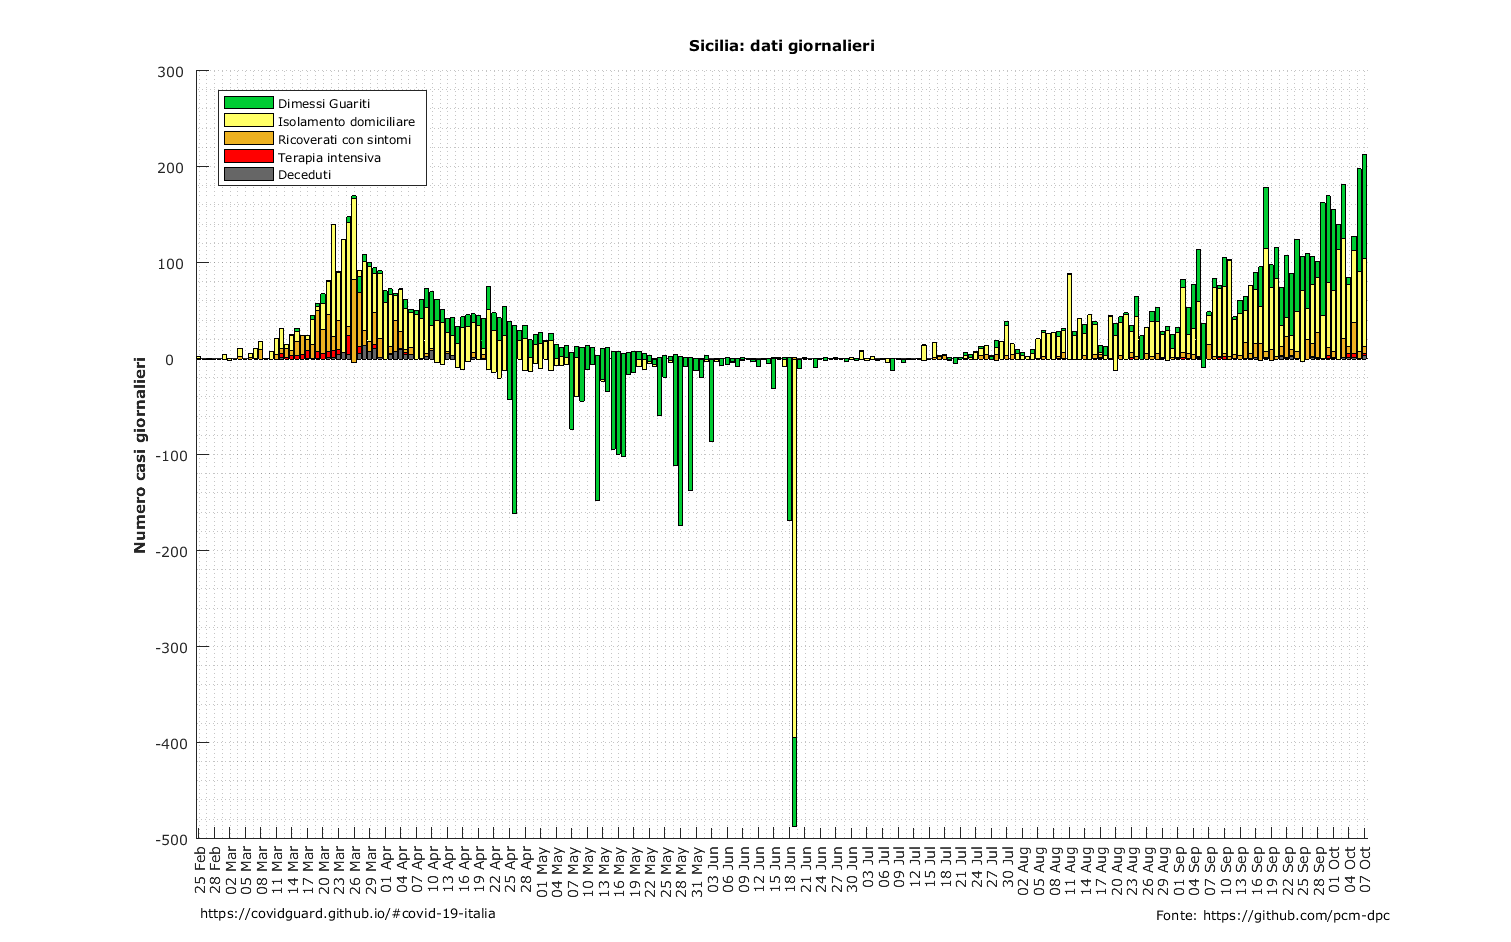 Sicilia: dati giornalieri
300
200
100
0
-100
-200
-300
-400
-500
Numero casi giornalieri
Dimessi Guariti
Isolamento domiciliare
Ricoverati con sintomi
Terapia intensiva
Deceduti
25 Feb
28 Feb
02 Mar
05 Mar
08 Mar
11 Mar
14 Mar
17 Mar
20 Mar
23 Mar
26 Mar
29 Mar
01 Apr
04 Apr
07 Apr
10 Apr
13 Apr
16 Apr
19 Apr
22 Apr
25 Apr
28 Apr
01 May
04 May
07 May
10 May
13 May
16 May
19 May
22 May
25 May
28 May
31 May
03 Jun
06 Jun
09 Jun
12 Jun
15 Jun
18 Jun
21 Jun
24 Jun
27 Jun
30 Jun
03 Jul
06 Jul
09 Jul
12 Jul
15 Jul
18 Jul
21 Jul
24 Jul
27 Jul
30 Jul
02 Aug
05 Aug
08 Aug
11 Aug
14 Aug
17 Aug
20 Aug
23 Aug
26 Aug
29 Aug
01 Sep
04 Sep
07 Sep
10 Sep
13 Sep
16 Sep
19 Sep
22 Sep
25 Sep
28 Sep
01 Oct
04 Oct
07 Oct
https://covidguard.github.io/#covid-19-italia
Fonte: https://github.com/pcm-dpc